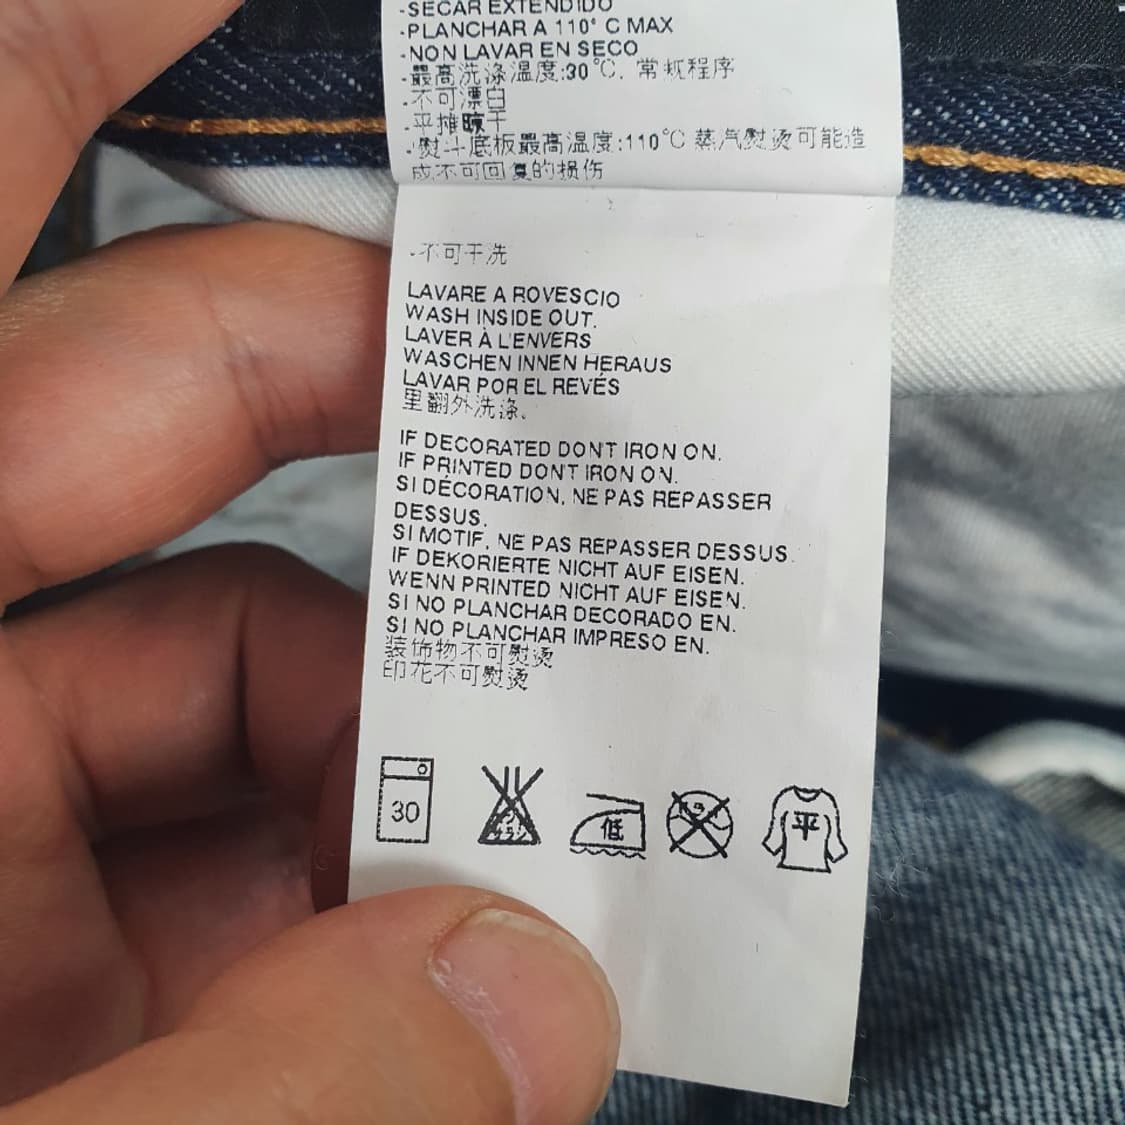 -SECAR EXTENDIDO
-PLANCHAR A 110° C MAX
-NON LAVAR EN SECO
-最高洗涤温度:30℃. 常规程序
-不可漂白
-平摊晾干
-熨斗底板最高温度:110℃ 蒸汽熨烫可能造
成不可回复的损伤
-不可干洗
LAVARE A ROVESCIO
WASH INSIDE OUT.
LAVER À L'ENVERS
WASCHEN INNEN HERAUS
LAVAR POR EL REVÉS
里翻外洗涤、
IF DECORATED DON'T IRON ON.
IF PRINTED DON'T IRON ON.
SI DÉCORATION, NE PAS REPASSER
DESSUS.
SI MOTIF, NE PAS REPASSER DESSUS.
IF DEKORIERTE NICHT AUF EISEN.
WENN PRINTED NICHT AUF EISEN.
SI NO PLANCHAR DECORADO EN.
SI NO PLANCHAR IMPRESO EN.
装饰物不可熨烫
印花不可熨烫
30 低 平